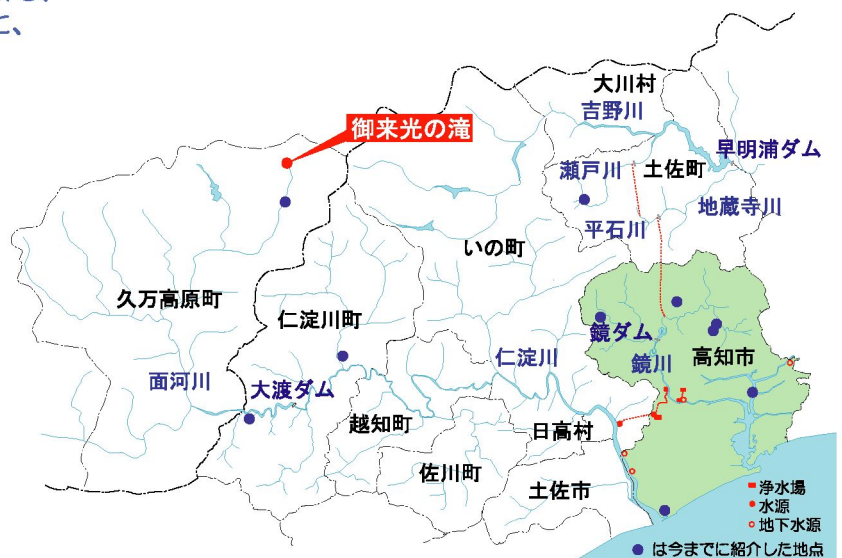 と、
大川村
吉野川
御来光の滝
早明浦ダム
瀬戸川
土佐町
地蔵寺川
平石川
いの町
久万高原町
仁淀川町
鏡ダム
仁淀川
鏡川
高知市
面河川
大渡ダム
越知町
日高村
佐川町
土佐市
浄水場
水源
地下水源
は今までに紹介した地点